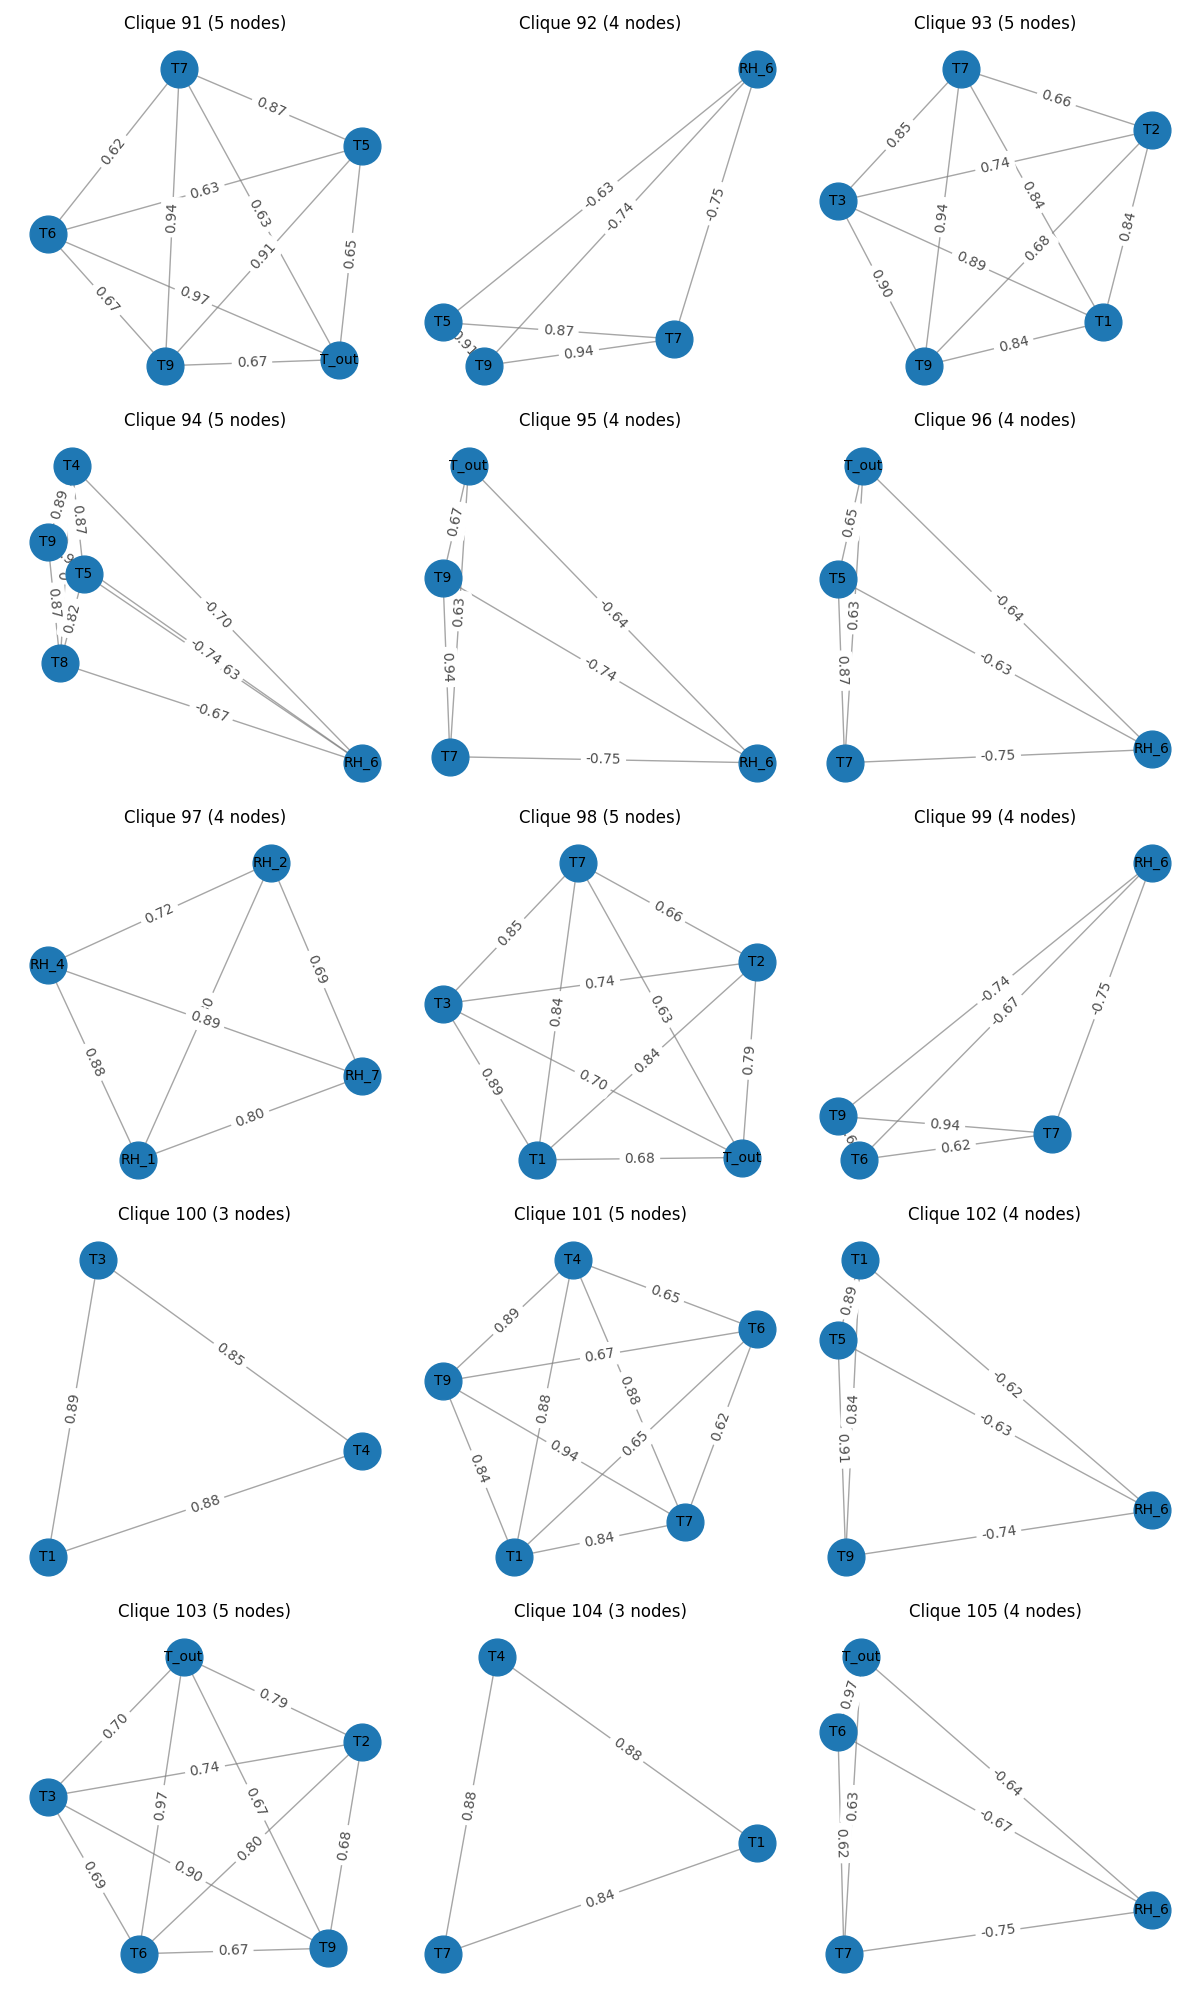 Clique 91 (5 nodes)
T7
0.87
T5
0.62
0.63
0.94
0.63
T6
0.91
0.65
0.97
0.67
T9
0.67
T_out
Clique 92 (4 nodes)
RH_6
-0.63
-0.74
-0.75
T5
0.87
0.91
T7
T9
0.94
Clique 93 (5 nodes)
T7
0.66
T2
0.85
0.74
0.84
T3
0.94
0.84
0.68
0.89
0.90
T1
0.84
T9
Clique 94 (5 nodes)
T4
0.89
0.87
T9
T5
0.87
0.82
T8
-0.70
-0.74
63
-0.67
RH_6
Clique 95 (4 nodes)
T_out
0.67
T9
0.63
-0.64
0.94
-0.74
T7
-0.75
RH_6
Clique 96 (4 nodes)
T_out
0.65
T5
0.63
-0.64
0.87
-0.63
T7
-0.75
RH_6
Clique 97 (4 nodes)
RH_2
0.72
RH_4
0.69
0.89
0.88
RH_7
0.80
RH_1
Clique 98 (5 nodes)
T7
0.66
0.85
T2
0.74
T3
0.84
0.63
0.84
0.79
0.89
0.70
T1
0.68
T_out
Clique 99 (4 nodes)
RH_6
-0.74
-0.67
-0.75
T9
0.94
T7
0.62
T6
Clique 100 (3 nodes)
T3
0.85
0.89
T4
0.88
T1
Clique 101 (5 nodes)
T4
0.65
0.89
T6
0.67
T9
0.88
0.88
0.62
0.65
0.94
0.84
T7
0.84
T1
Clique 102 (4 nodes)
T1
0.89
T5
-0.62
0.84
-0.63
0.91
RH_6
-0.74
T9
Clique 103 (5 nodes)
T_out
0.79
0.70
T2
0.74
T3
0.97
0.67
0.80
0.68
0.90
0.69
T6
0.67
T9
Clique 104 (3 nodes)
T4
0.88
0.88
T1
0.84
T7
Clique 105 (4 nodes)
T_out
0.97
T6
-0.64
0.63
-0.67
0.62
RH_6
-0.75
T7